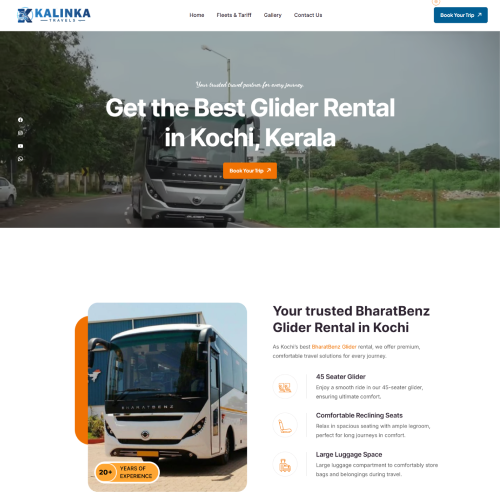 KALINKA
TRAVELS
Home
Fleets & Tariff
Gallery
Contact Us
Book Your Trip
Your trusted travel partner for every journey
Get the Best Glider Rental
in Kochi, Kerala
Book Your Trip
BHARATBENZ
Your trusted BharatBenz
Glider Rental in Kochi
As Kochi's best BharatBenz Glider rental, we offer premium,
comfortable travel solutions for every journey.
45 Seater Glider
Enjoy a smooth ride in our 45-seater glider,
ensuring ultimate comfort.
Comfortable Reclining Seats
Relax in spacious seating with ample legroom,
perfect for long journeys in comfort.
Large Luggage Space
Large luggage compartment to comfortably store
bags and belongings during travel.
BHARATBENZ
20+
YEARS OF
EXPERIENCE